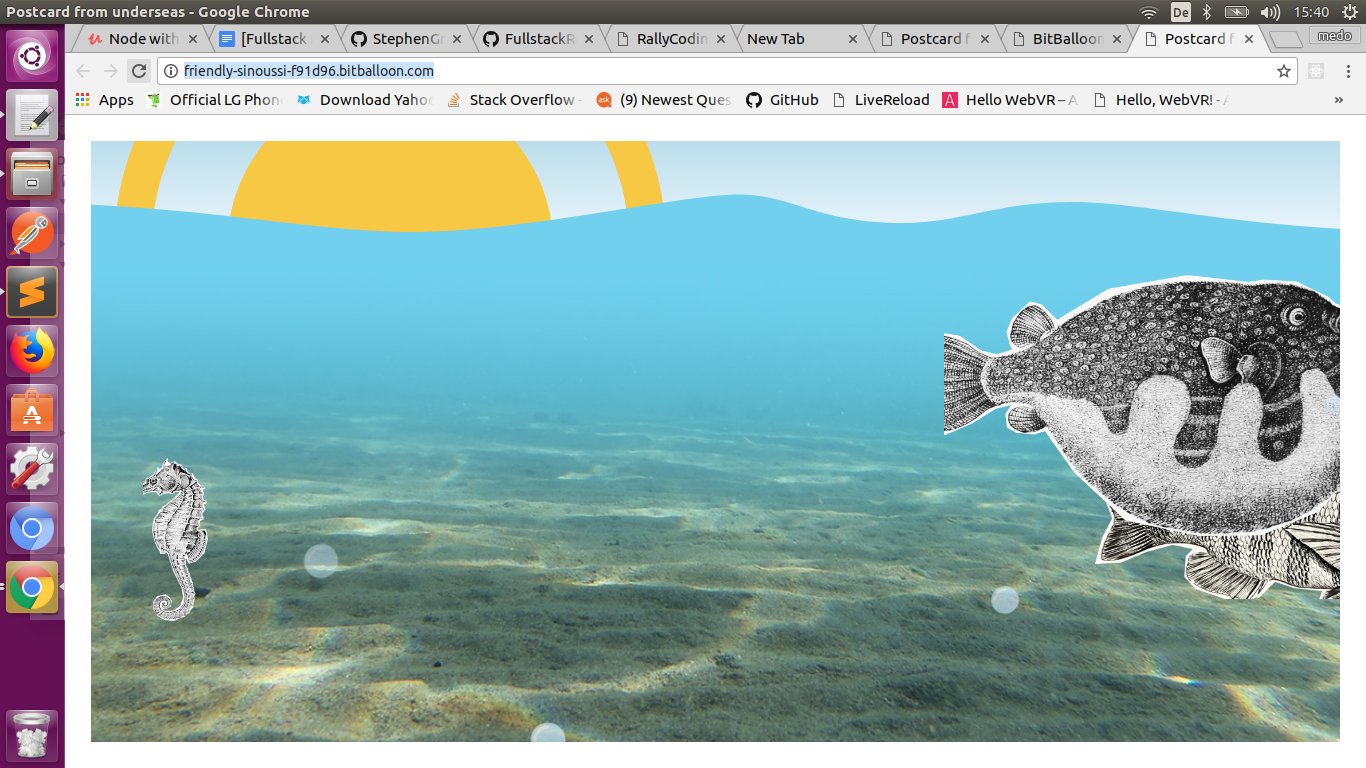 Postcard from underseas - Google Chrome
De
15:40
Node with
[Fullstack
StephenGr
FullstackR
RallyCodin
New Tab
Postcard f
BitBalloon
Postcard f
medo
friendly-sinoussi-f91d96.bitballoon.com
Apps
Official LG Phon
Download Yaho
Stack Overflow -
ask
(9) Newest Ques
GitHub
LiveReload
A
Hello WebVR – A
Hello, WebVR! - A
»